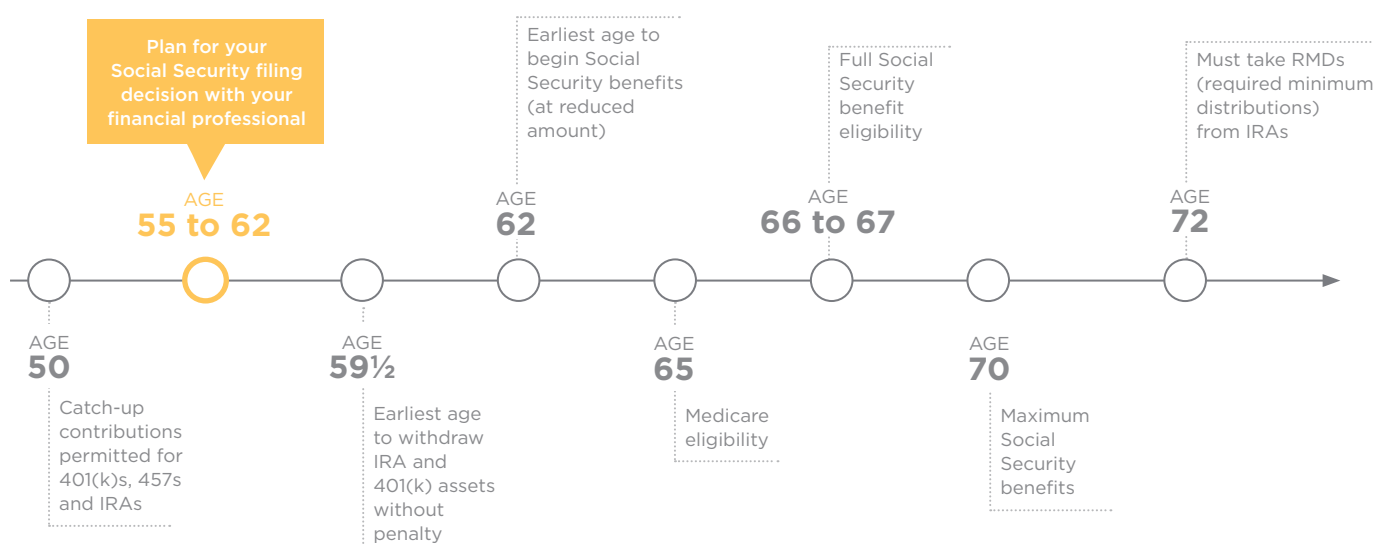 Plan for your
Social Security filing
decision with your
financial professional
AGE
55 to 62
Earliest age to
begin Social
Security benefits
(at reduced
amount)
AGE
62
Full Social
Security
benefit
eligibility
AGE
66 to 67
Must take RMDs
(required minimum
distributions)
from IRAs
AGE
72
AGE
50
Catch-up
contributions
permitted for
401(k)s, 457s
and IRAs
AGE
59½
Earliest age
to withdraw
IRA and
401(k) assets
without
penalty
AGE
65
Medicare
eligibility
AGE
70
Maximum
Social
Security
benefits